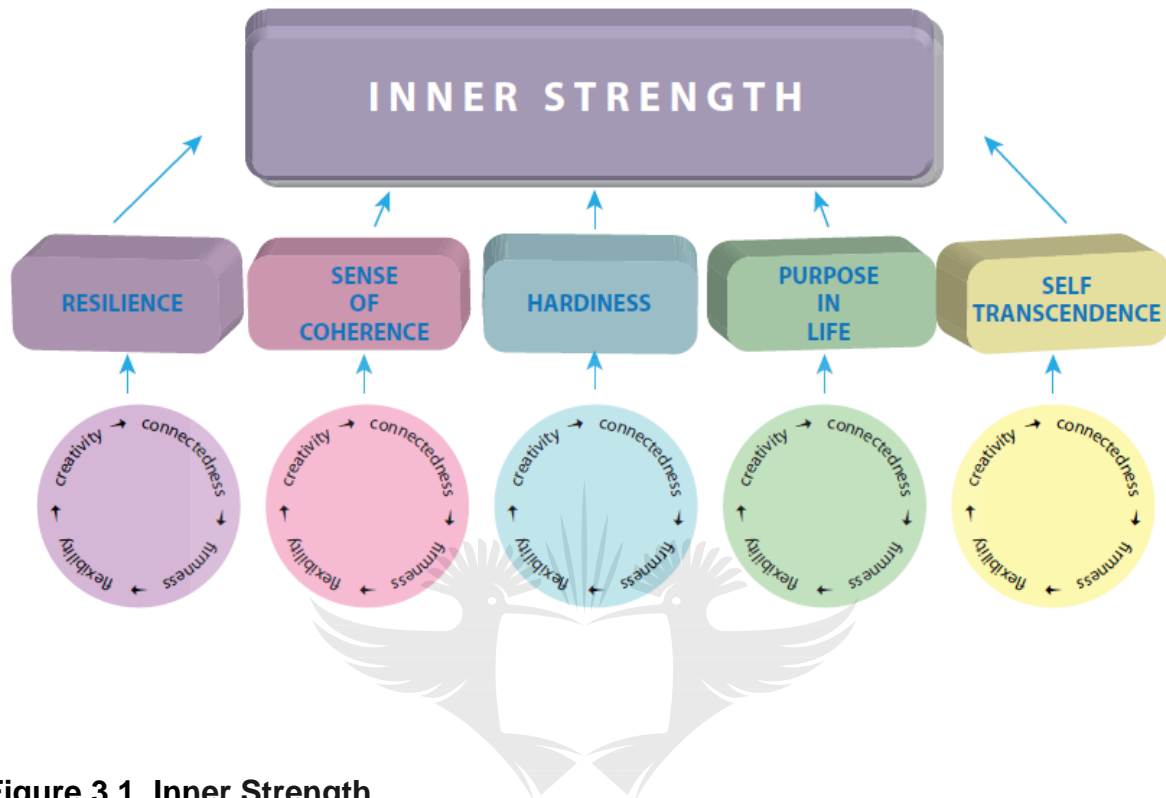 INNER STRENGTH
RESILIENCE
SENSE
OF
COHERENCE
HARDINESS
PURPOSE
IN
LIFE
SELF
TRANSCENDENCE
creativity → connectedness → firmness → flexibility →
creativity → connectedness → firmness → flexibility →
creativity → connectedness → firmness → flexibility →
creativity → connectedness → firmness → flexibility →
creativity → connectedness → firmness → flexibility →
Figure 3.1 Inner Strength